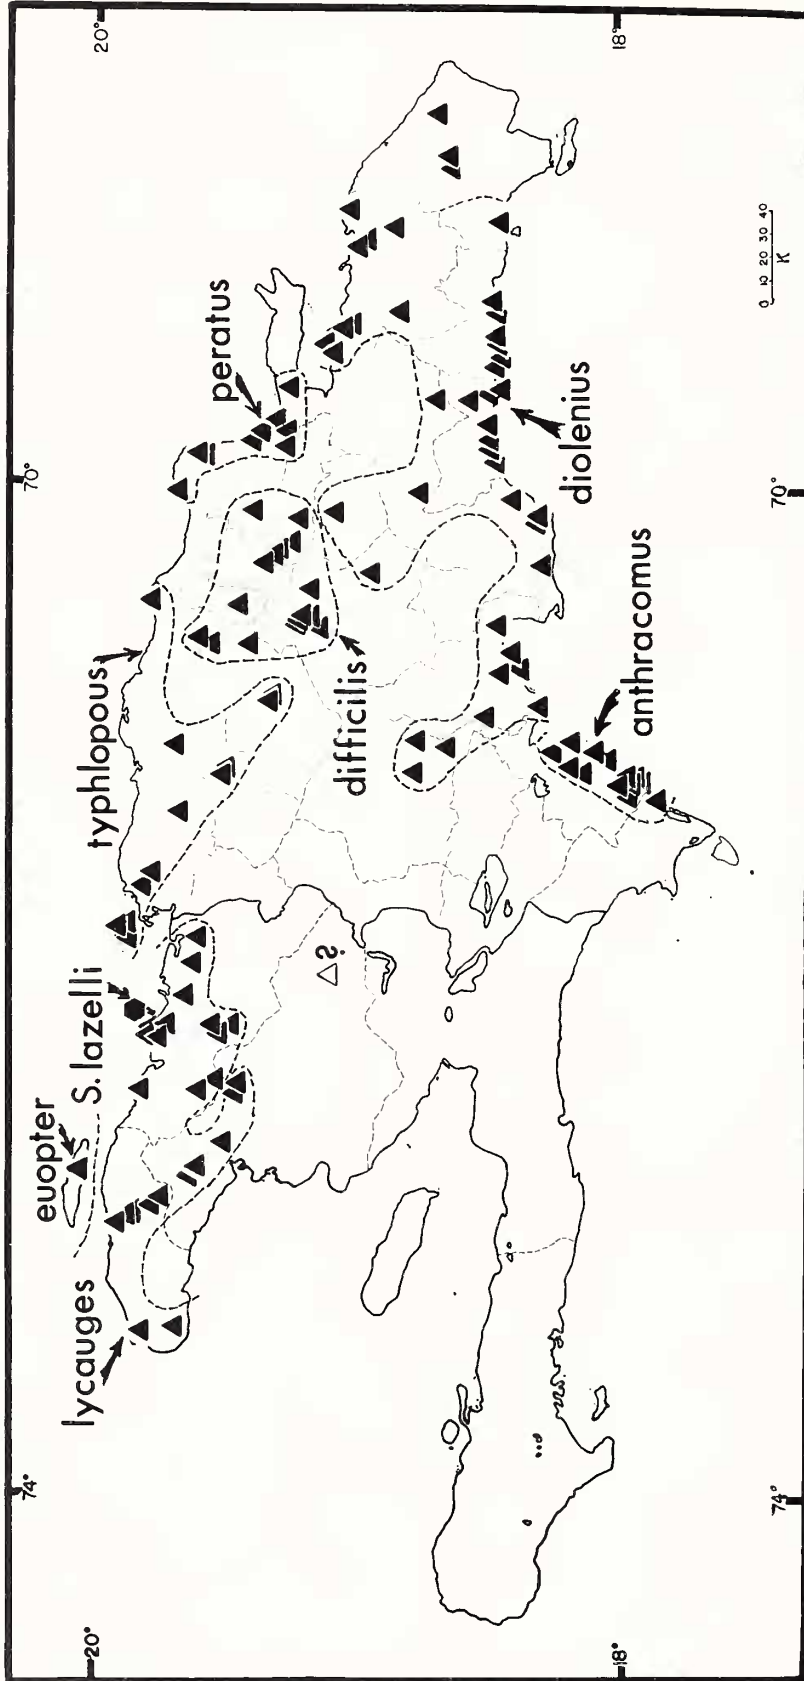 20°
18°
70°
70°
74°
74°
20°
18°
euopter
S. lazelli
lycauges
typhlopous
peratus
difficilis
diolenius
anthracomus
?
0 10 20 30 40
K